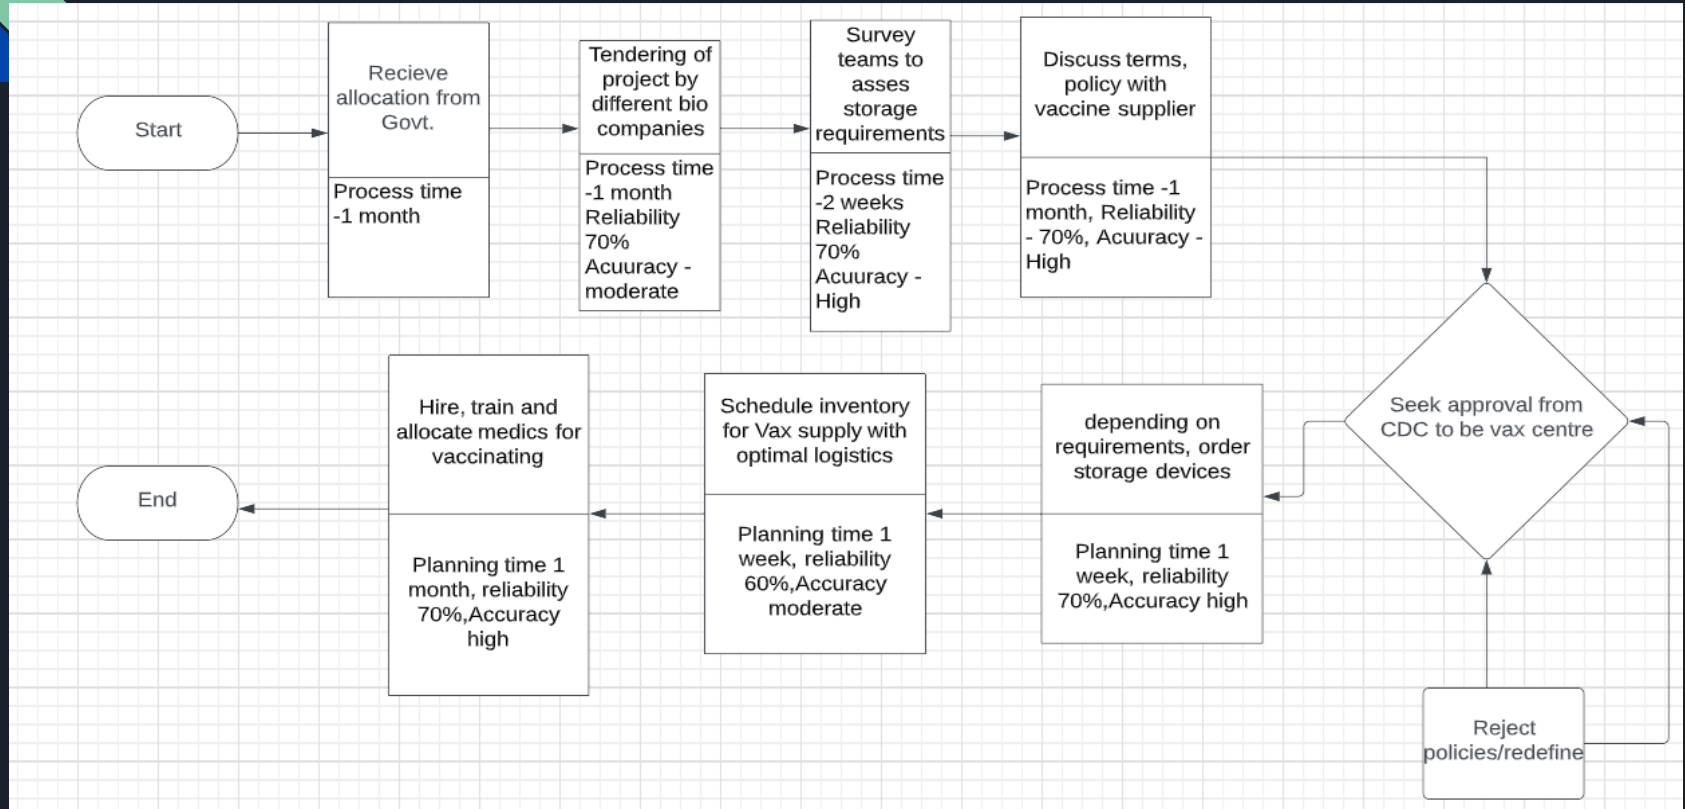 Start
Recieve
allocation from
Govt.
Process time
-1 month
Tendering of
project by
different bio
companies
Process time
-1 month
Reliability
70%
Acuuracy -
moderate
Survey
teams to
asses
storage
requirements
Process time
-2 weeks
Reliability
70%
Acuuracy -
High
Discuss terms,
policy with
vaccine supplier
Process time -1
month, Reliability
- 70%, Acuuracy -
High
Seek approval from
CDC to be vax centre
Reject
policies/redefine
depending on
requirements, order
storage devices
Planning time 1
week, reliability
70%,Accuracy high
Schedule inventory
for Vax supply with
optimal logistics
Planning time 1
week, reliability
60%,Accuracy
moderate
Hire, train and
allocate medics for
vaccinating
Planning time 1
month, reliability
70%,Accuracy
high
End